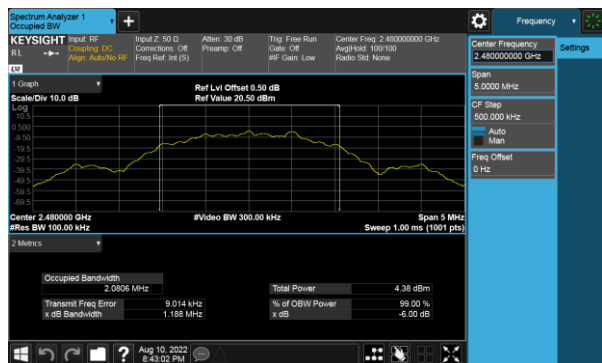 Spectrum Analyzer 1
Occupied BW
Frequency
KEYSIGHT
RL
Input: RF
Coupling: DC
Align: Auto/No RF
Input Z: 50 Ω
Corrections: Off
Freq Ref: Int (S)
Atten: 30 dB
Preamp: Off
Trig: Free Run
Gate: Off
#IF Gain: Low
Center Freq: 2.480000000 GHz
Avg|Hold: 100/100
Radio Std: None
1 Graph
Scale/Div 10.0 dB
Ref Lvl Offset 0.50 dB
Ref Value 20.50 dBm
Log
10.5
0.500
-9.50
-19.5
-29.5
-39.5
-49.5
-59.5
-69.5
Center 2.480000 GHz
#Res BW 100.00 kHz
#Video BW 300.00 kHz
Span 5 MHz
Sweep 1.00 ms (1001 pts)
2 Metrics
Occupied Bandwidth
2.0806 MHz
Total Power 4.38 dBm
Transmit Freq Error 9.014 kHz
% of OBW Power 99.00 %
x dB Bandwidth 1.188 MHz
x dB -6.00 dB
Center Frequency
2.480000000 GHz
Settings
Span
5.0000 MHz
CF Step
500.000 kHz
Auto
Man
Freq Offset
0 Hz
?
Aug 10, 2022
8:43:02 PM